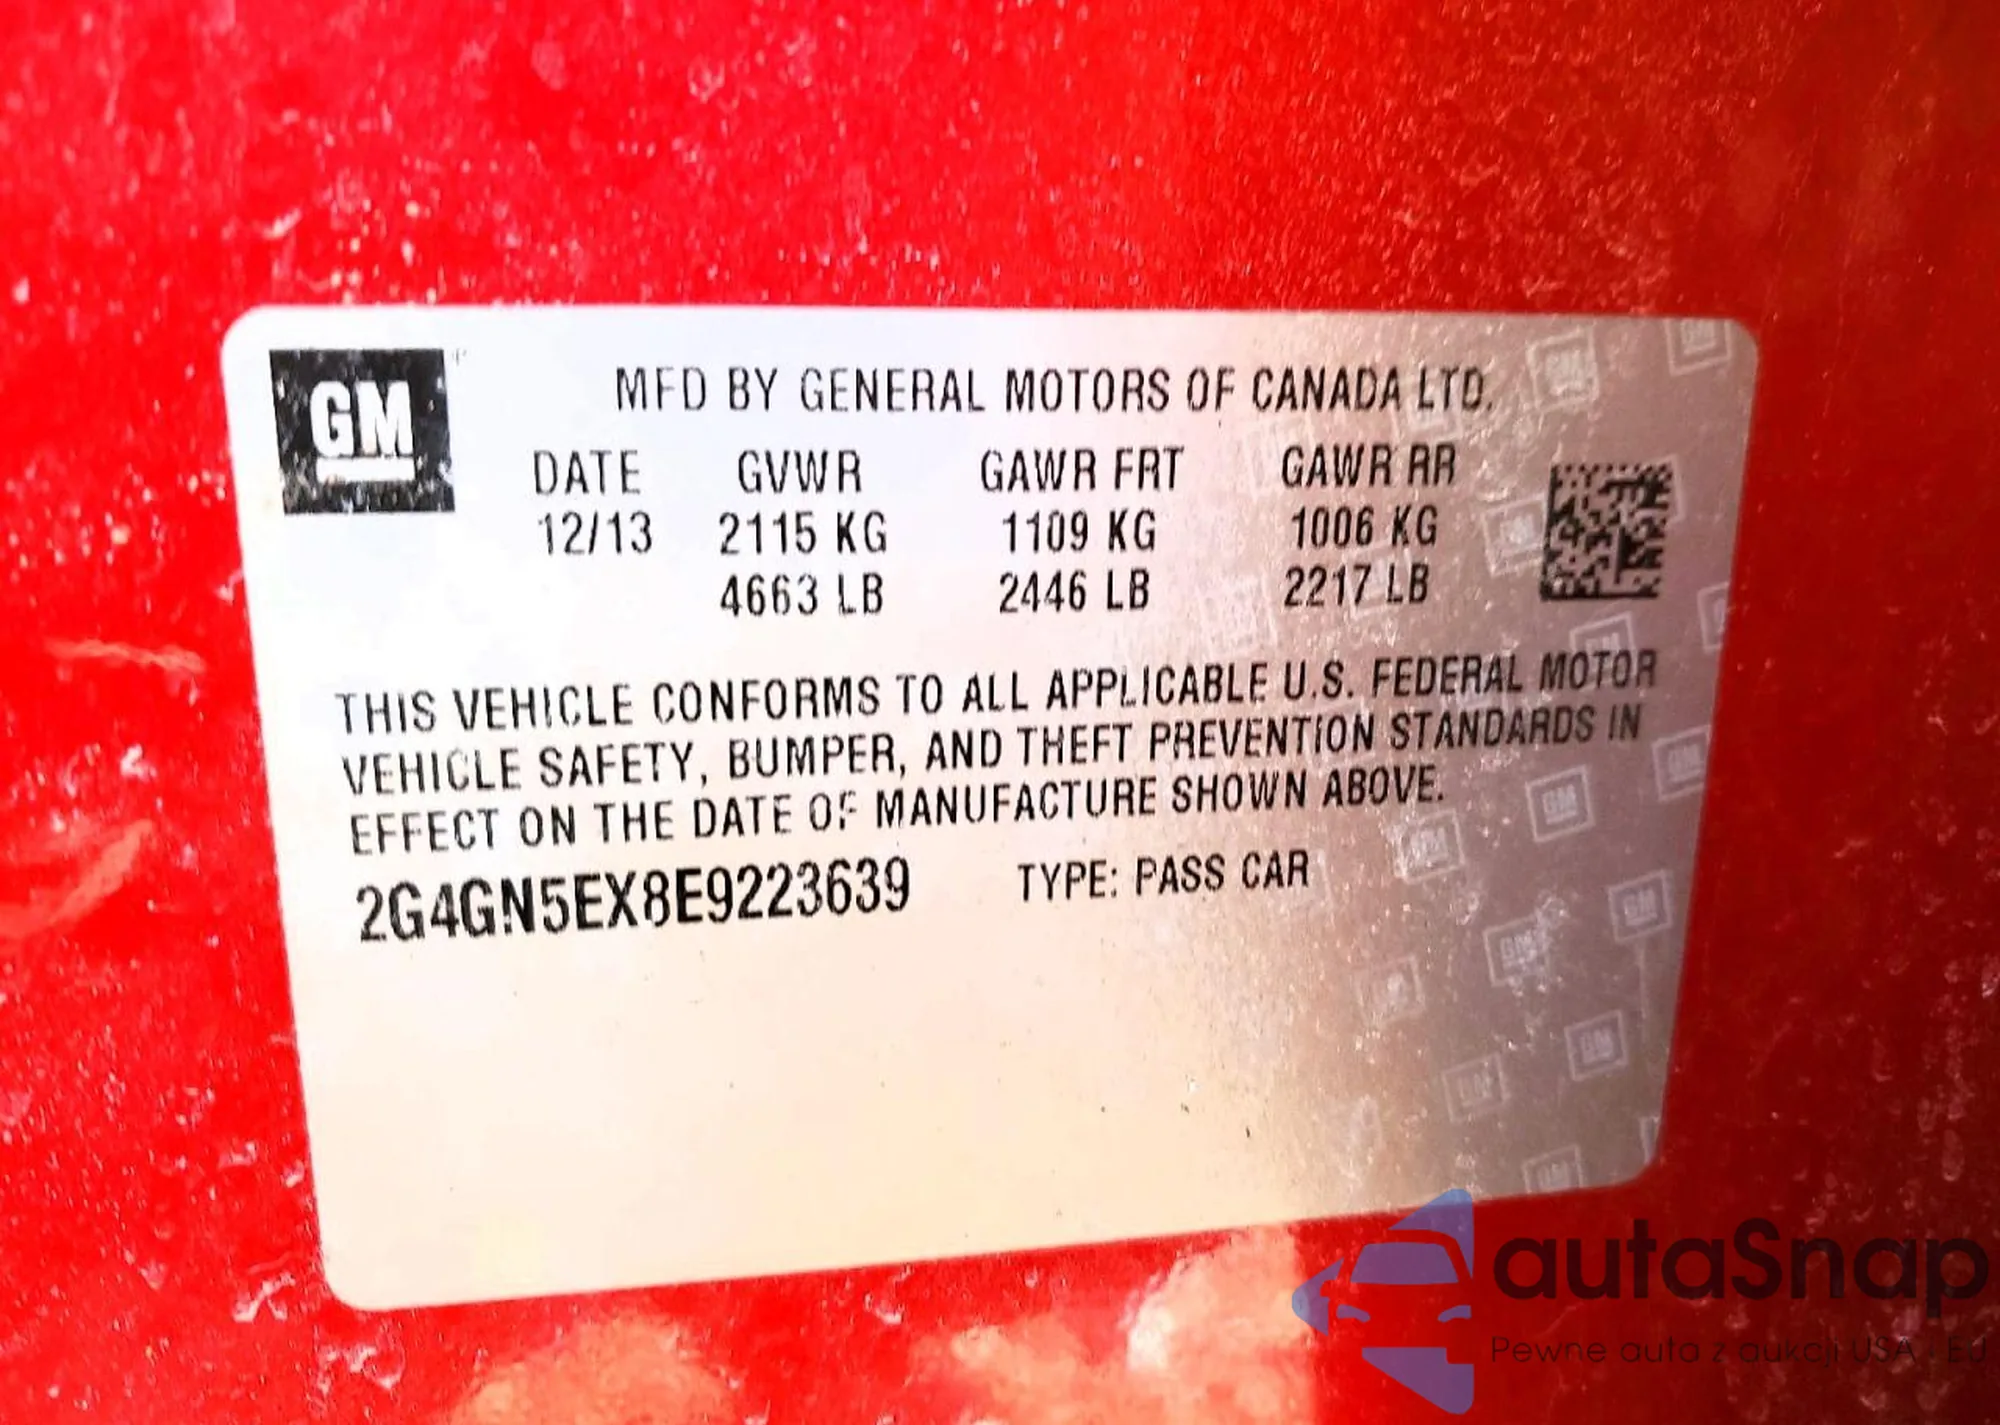 GM
MFD BY GENERAL MOTORS OF CANADA LTD.
DATE GVWR GAWR FRT GAWR RR
12/13 2115 KG 1109 KG 1006 KG
4663 LB 2446 LB 2217 LB
THIS VEHICLE CONFORMS TO ALL APPLICABLE U.S. FEDERAL MOTOR
VEHICLE SAFETY, BUMPER, AND THEFT PREVENTION STANDARDS IN
EFFECT ON THE DATE OF MANUFACTURE SHOWN ABOVE.
2G4GN5EX8E9223639 TYPE: PASS CAR
autaSnap
Pewne auta z aukcji USA i EU